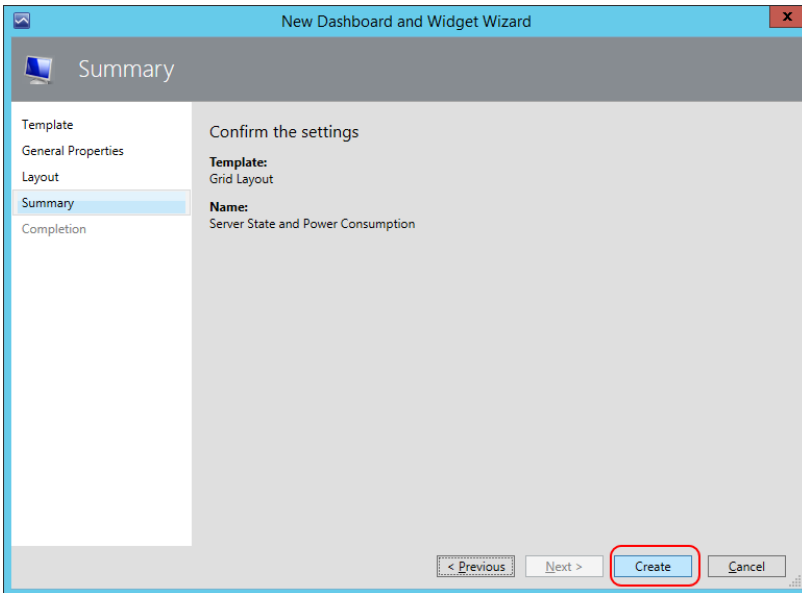 New Dashboard and Widget Wizard
x
Summary
Template
General Properties
Layout
Summary
Completion
Confirm the settings
Template:
Grid Layout
Name:
Server State and Power Consumption
< Previous
Next >
Create
Cancel